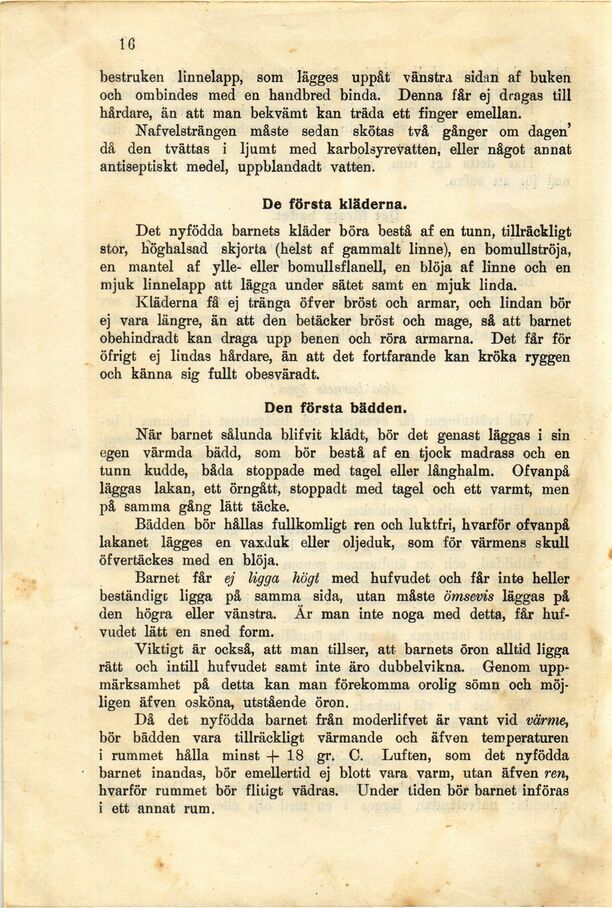 16
bestruken linnelapp, som lägges uppåt vänstra sidan af buken
och ombindes med en handbred binda. Denna får ej dragas till
hårdare, än att man bekvämt kan träda ett finger emellan.
Nafvelsträngen måste sedan skötas två gånger om dagen'
då den tvättas i ljumt med karbolsyrevatten, eller något annat
antiseptiskt medel, uppblandadt vatten.
De första kläderna.
Det nyfödda barnets kläder böra bestå af en tunn, tillräckligt
stor, höghalsad skjorta (helst af gammalt linne), en bomullströja,
en mantel af ylle- eller bomullsflanell, en blöja af linne och en
mjuk linnelapp att lägga under sätet samt en mjuk linda.
Kläderna få ej tränga öfver bröst och armar, och lindan bör
ej vara längre, än att den betäcker bröst och mage, så att barnet
obehindradt kan draga upp benen och röra armarna. Det får för
öfrigt ej lindas hårdare, än att det fortfarande kan kröka ryggen
och känna sig fullt obesväradt.
Den första bädden.
När barnet sålunda blifvit klädt, bör det genast läggas i sin
egen värmda bädd, som bör bestå af en tjock madrass och en
tunn kudde, båda stoppade med tagel eller långhalm. Ofvanpå
läggas lakan, ett örngått, stoppadt med tagel och ett varmt, men
på samma gång lätt täcke.
Bädden bör hållas fullkomligt ren och luktfri, hvarför ofvanpå
lakanet lägges en vaxduk eller oljeduk, som för värmens skull
öfvertäckes med en blöja.
Barnet får ej ligga högt med hufvudet och får inte heller
beständigt ligga på samma sida, utan måste ömsevis läggas på
den högra eller vänstra. Är man inte noga med detta, får huf-
vudet lätt en sned form.
Viktigt är också, att man tillser, att barnets öron alltid ligga
rätt och intill hufvudet samt inte äro dubbelvikna. Genom upp-
märksamhet på detta kan man förekomma orolig sömn och möj-
ligen äfven osköna, utstående öron.
Då det nyfödda barnet från moderlifvet är vant vid värme,
bör bädden vara tillräckligt värmande och äfven temperaturen
i rummet hålla minst + 18 gr. C. Luften, som det nyfödda
barnet inandas, bör emellertid ej blott vara varm, utan äfven ren,
hvarför rummet bör flitigt vädras. Under tiden bör barnet införas
i ett annat rum.